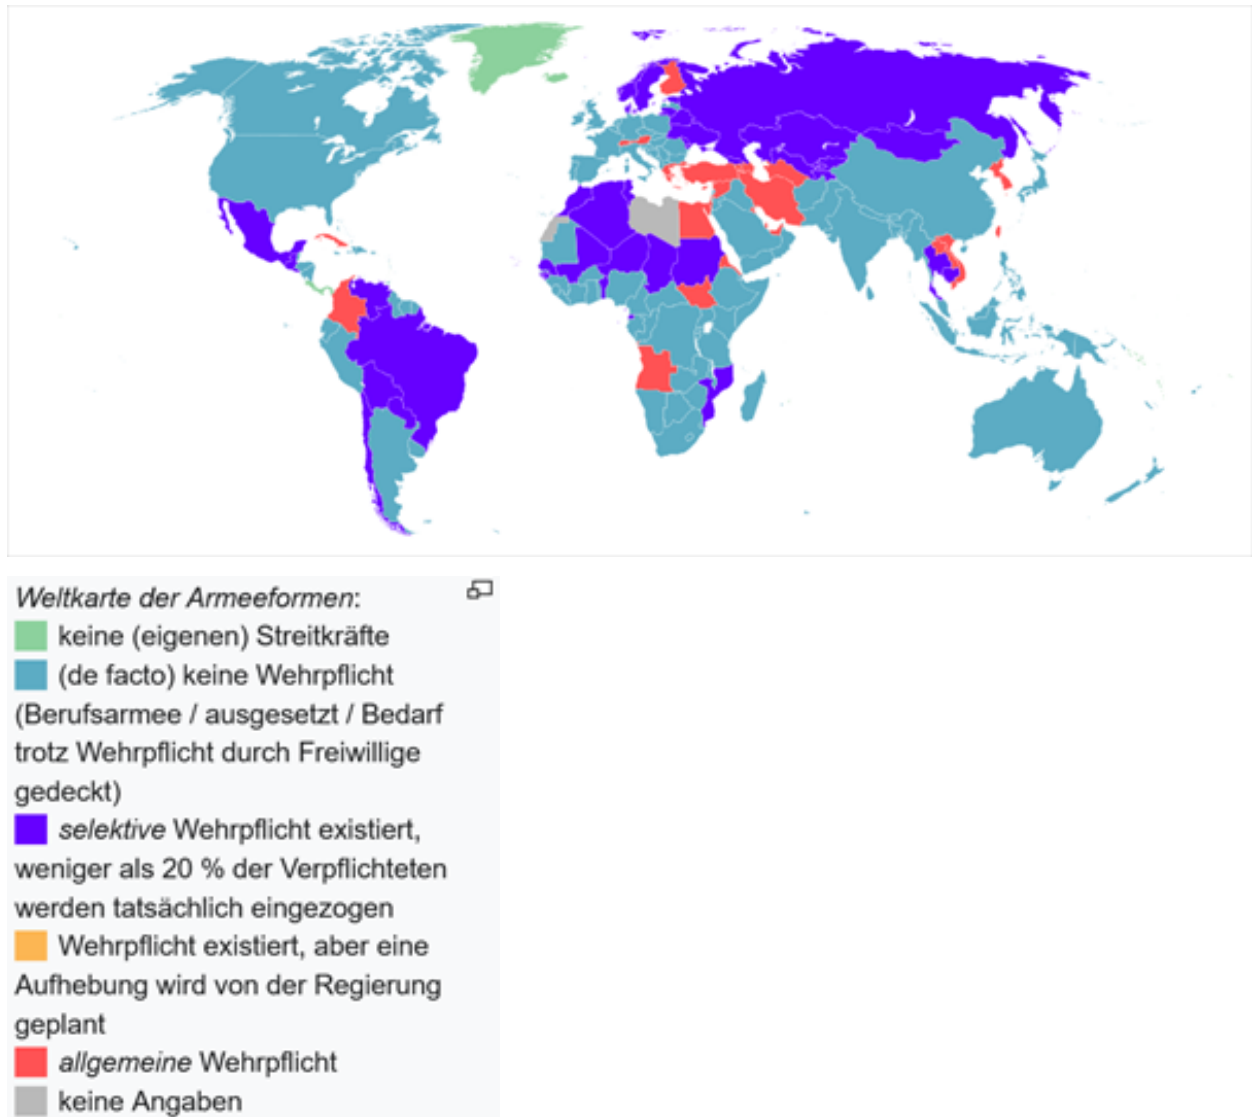 Weltkarte der Armeeformen:
keine (eigenen) Streitkräfte
(de facto) keine Wehrpflicht
(Berufsarmee / ausgesetzt / Bedarf
trotz Wehrpflicht durch Freiwillige
gedeckt)
selektive Wehrpflicht existiert,
weniger als 20 % der Verpflichteten
werden tatsächlich eingezogen
Wehrpflicht existiert, aber eine
Aufhebung wird von der Regierung
geplant
allgemeine Wehrpflicht
keine Angaben